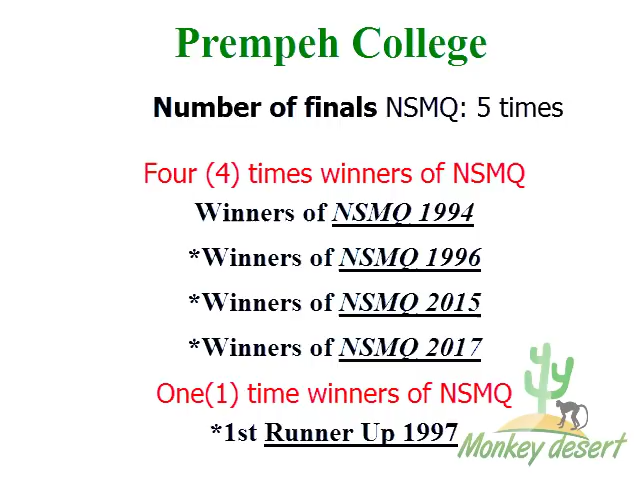 Prempeh College
Number of finals NSMQ: 5 times
Four (4) times winners of NSMQ
Winners of NSMQ 1994
*Winners of NSMQ 1996
*Winners of NSMQ 2015
*Winners of NSMQ 2017
One(1) time winners of NSMQ
*1st Runner Up 1997
Monkey desert